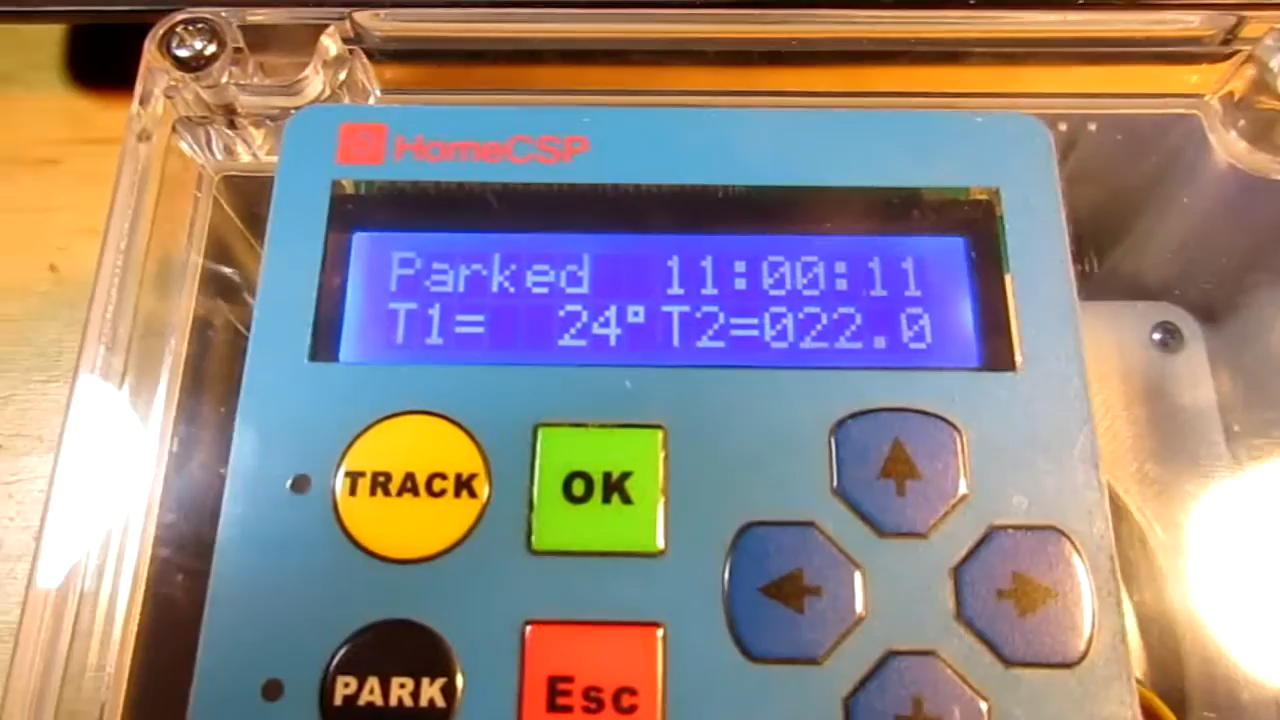 HomeCSP
Parked 11:00:11
T1= 24° T2=022.0
TRACK
OK
PARK
Esc